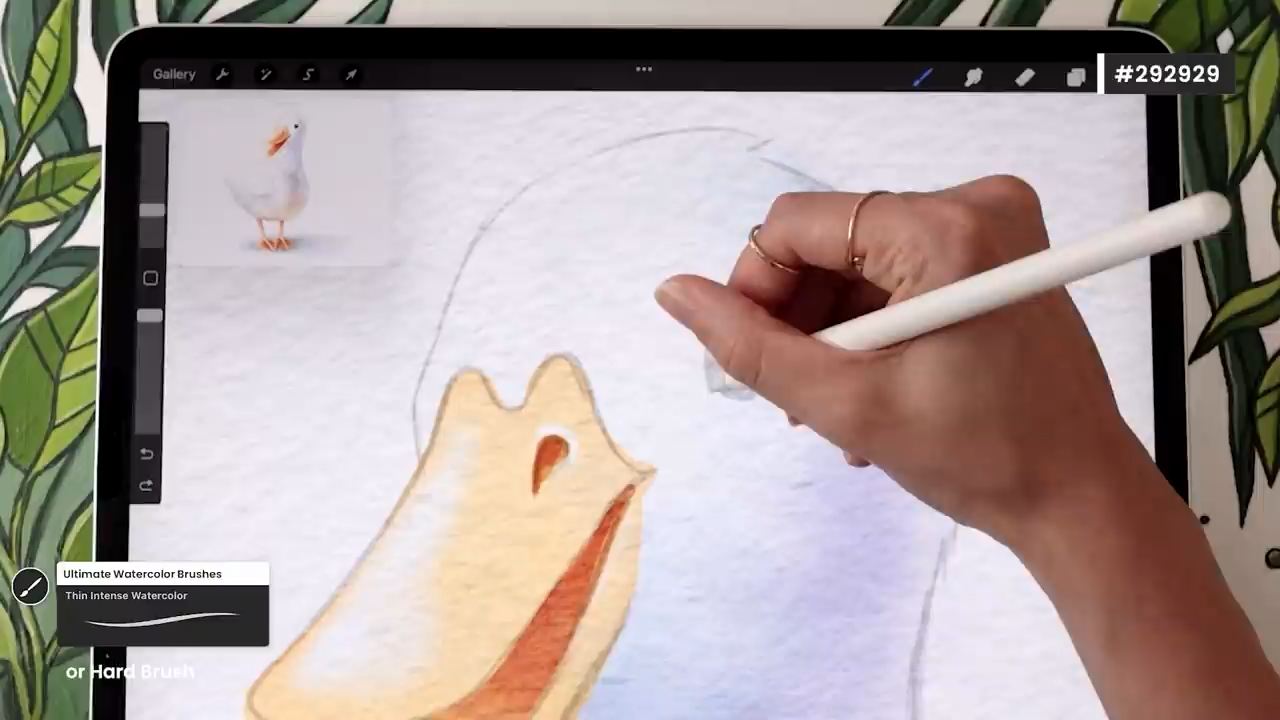 Gallery
#292929
Ultimate Watercolor Brushes
Thin Intense Watercolor
or Hard Brush